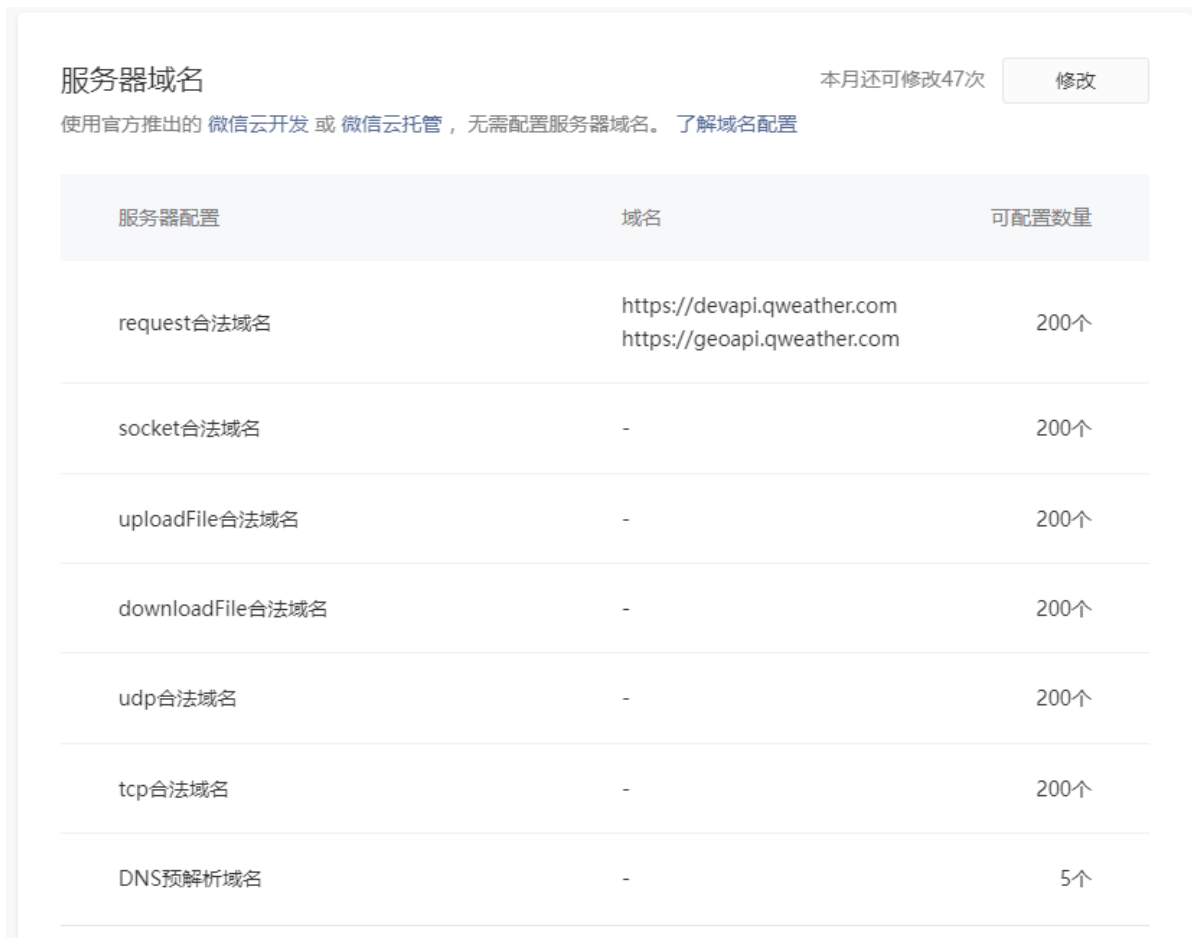 服务器域名
本月还可修改47次 修改
使用官方推出的 微信云开发 或 微信云托管 ，无需配置服务器域名。 了解域名配置
服务器配置 域名 可配置数量
request合法域名 https://devapi.qweather.com 200个
https://geoapi.qweather.com
socket合法域名 - 200个
uploadFile合法域名 - 200个
downloadFile合法域名 - 200个
udp合法域名 - 200个
tcp合法域名 - 200个
DNS预解析域名 - 5个